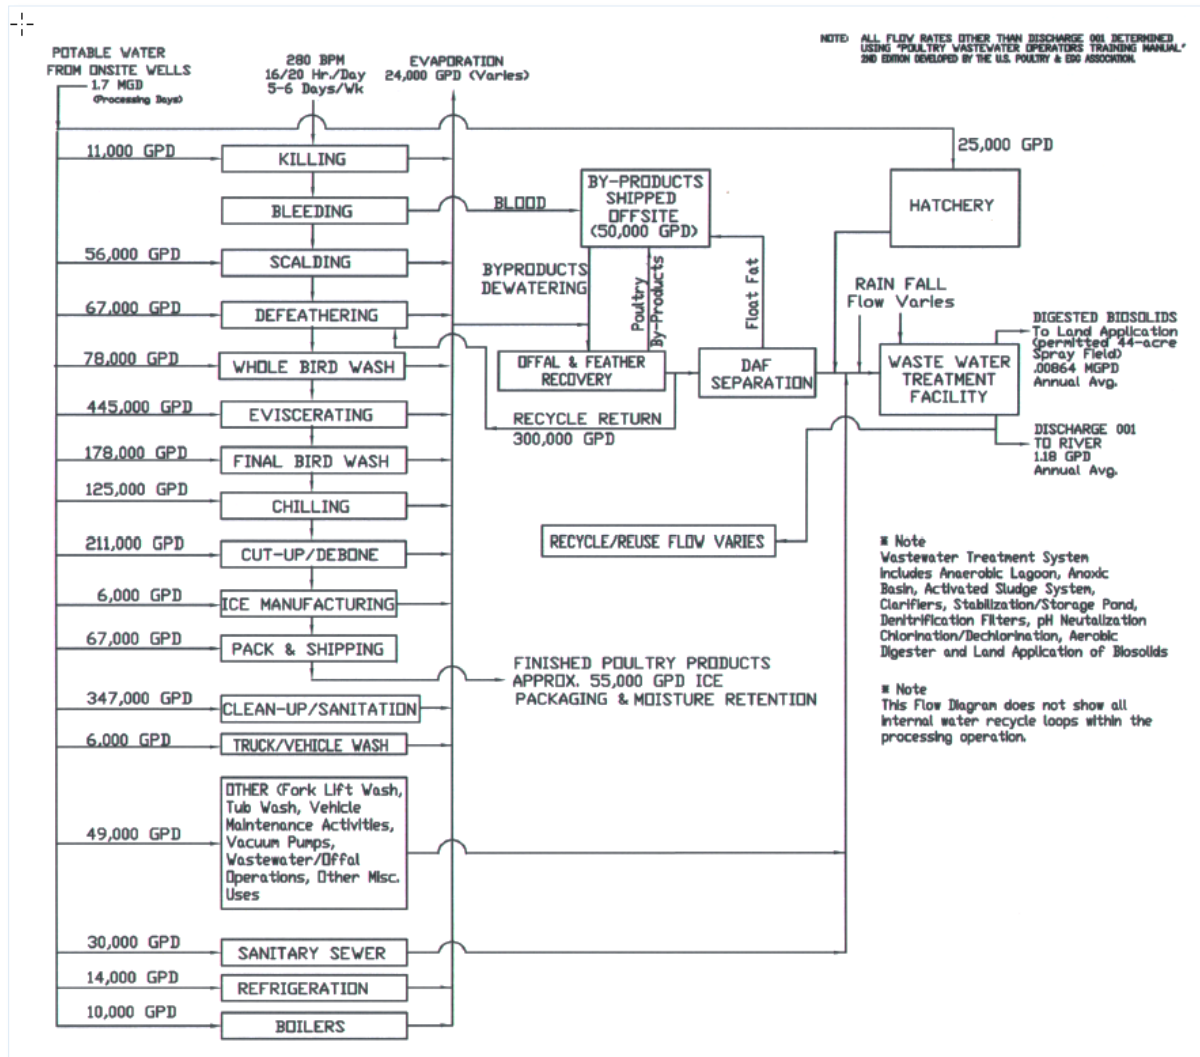 NOTE: ALL FLOW RATES OTHER THAN DISCHARGE 001 DETERMINED
USING "POULTRY WASTEWATER OPERATORS TRAINING MANUAL"
2ND EDITION DEVELOPED BY THE U.S. POULTRY & EGG ASSOCIATION.
POTABLE WATER
FROM ONSITE WELLS
1.7 MGD
(Processing Days)
280 BPM
16/20 Hr./Day
5-6 Days/Wk
EVAPORATION
24,000 GPD (Varies)
25,000 GPD
11,000 GPD
KILLING
BLEEDING
BLOOD
BY-PRODUCTS
SHIPPED
OFFSITE
(50,000 GPD)
HATCHERY
56,000 GPD
SCALDING
BYPRODUCTS
DEWATERING
Poultry
By-Products
Float Fat
RAIN FALL
Flow Varies
67,000 GPD
DEFEATHERING
78,000 GPD
WHOLE BIRD WASH
OFFAL & FEATHER
RECOVERY
DAF
SEPARATION
WASTE WATER
TREATMENT
FACILITY
DIGESTED BIOSOLIDS
To Land Application
(permitted 44-acre
Spray Field)
.00864 MGPD
Annual Avg.
445,000 GPD
EVISCERATING
RECYCLE RETURN
300,000 GPD
DISCHARGE 001
TO RIVER
1.18 GPD
Annual Avg.
178,000 GPD
FINAL BIRD WASH
125,000 GPD
CHILLING
211,000 GPD
CUT-UP/DEBONE
RECYCLE/REUSE FLOW VARIES
6,000 GPD
ICE MANUFACTURING
67,000 GPD
PACK & SHIPPING
FINISHED POULTRY PRODUCTS
APPROX. 55,000 GPD ICE
PACKAGING & MOISTURE RETENTION
* Note
Wastewater Treatment System
includes Anaerobic Lagoon, Anoxic
Basin, Activated Sludge System,
Clarifiers, Stabilization/Storage Pond,
Denitrification Filters, pH Neutalization
Chlorination/Dechlorination, Aerobic
Digester and Land Application of Biosolids
* Note
This Flow Diagram does not show all
internal water recycle loops within the
processing operation.
347,000 GPD
CLEAN-UP/SANITATION
6,000 GPD
TRUCK/VEHICLE WASH
49,000 GPD
OTHER (Fork Lift Wash,
Tub Wash, Vehicle
Maintenance Activities,
Vacuum Pumps,
Wastewater/Offal
Operations, Other Misc.
Uses
30,000 GPD
SANITARY SEWER
14,000 GPD
REFRIGERATION
10,000 GPD
BOILERS